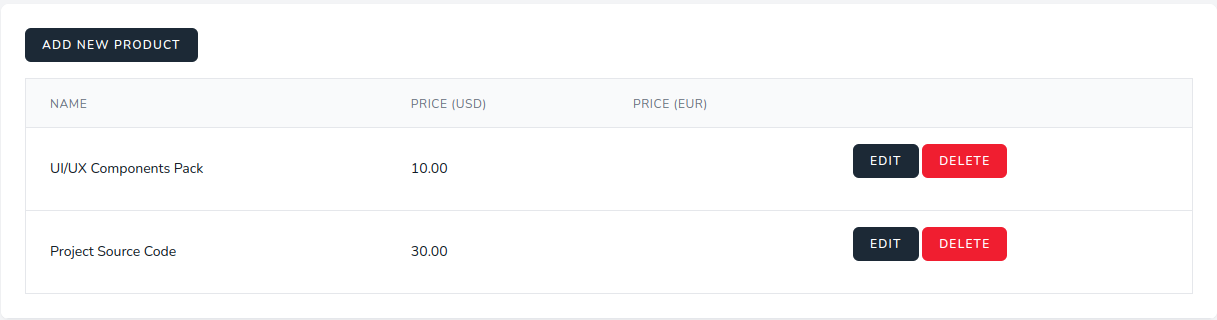 ADD NEW PRODUCT
NAME PRICE (USD) PRICE (EUR)
UI/UX Components Pack 10.00 EDIT DELETE
Project Source Code 30.00 EDIT DELETE